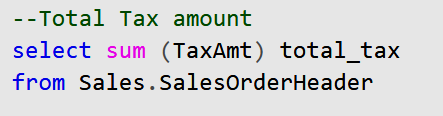 --Total Tax amount
select sum (TaxAmt) total_tax
from Sales.SalesOrderHeader